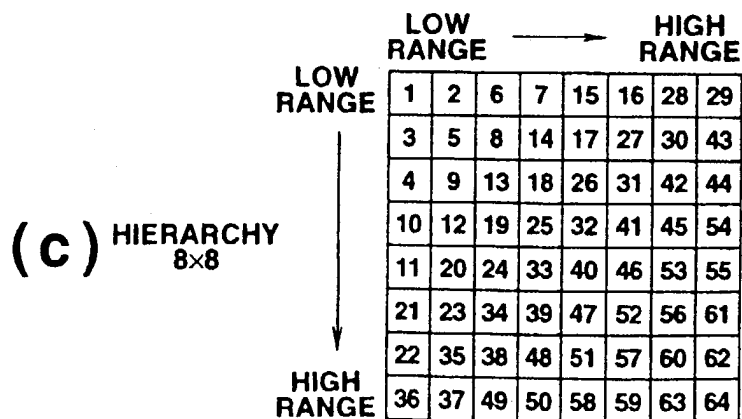 LOW HIGH
RANGE RANGE
LOW
RANGE
1 2 6 7 15 16 28 29
3 5 8 14 17 27 30 43
4 9 13 18 26 31 42 44
(c) HIERARCHY
8×8
10 12 19 25 32 41 45 54
11 20 24 33 40 46 53 55
21 23 34 39 47 52 56 61
22 35 38 48 51 57 60 62
HIGH
RANGE
36 37 49 50 58 59 63 64